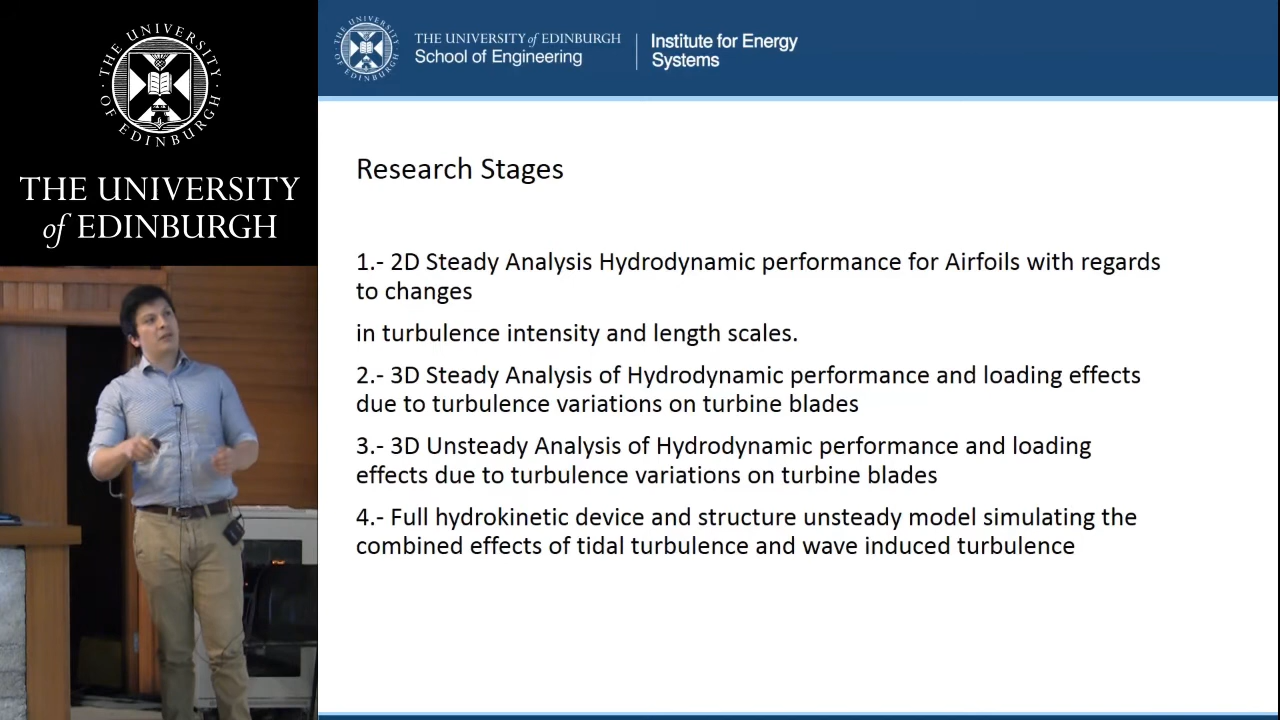 THE UNIVERSITY OF EDINBURGH
THE UNIVERSITY
of EDINBURGH
THE UNIVERSITY of EDINBURGH
School of Engineering
Institute for Energy
Systems
Research Stages
1.- 2D Steady Analysis Hydrodynamic performance for Airfoils with regards
to changes
in turbulence intensity and length scales.
2.- 3D Steady Analysis of Hydrodynamic performance and loading effects
due to turbulence variations on turbine blades
3.- 3D Unsteady Analysis of Hydrodynamic performance and loading
effects due to turbulence variations on turbine blades
4.- Full hydrokinetic device and structure unsteady model simulating the
combined effects of tidal turbulence and wave induced turbulence